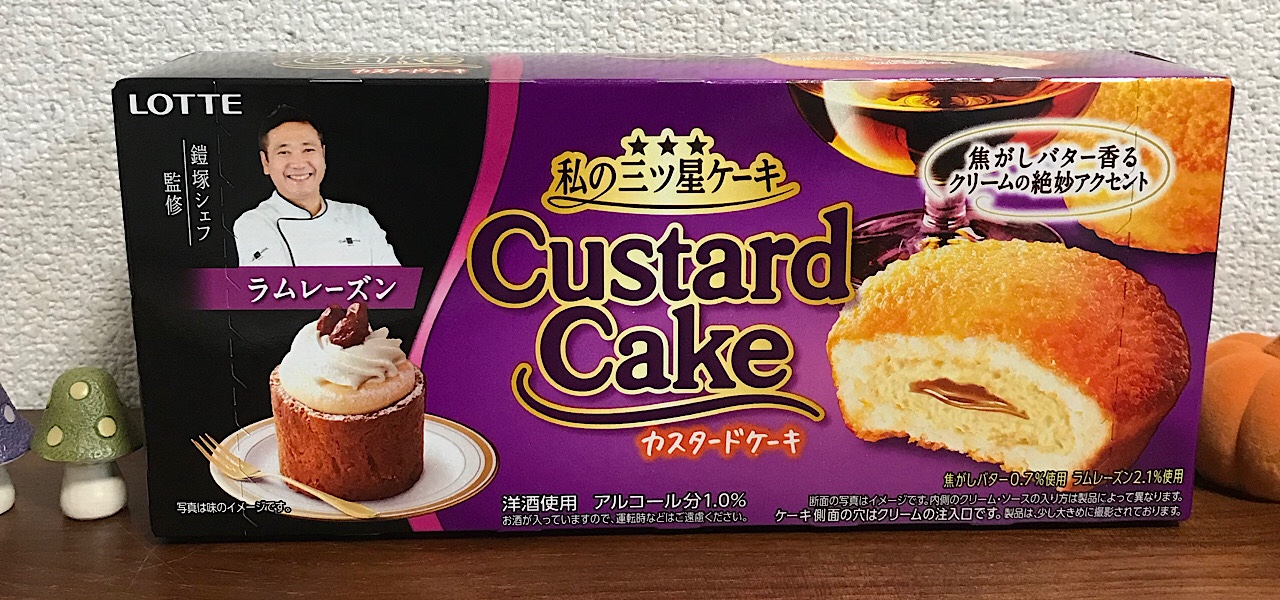 Cake
カスタードケーキ
LOTTE
鎧塚シェフ
監修
ラムレーズン
写真は味のイメージです。
私の三ツ星ケーキ
Custard
Cake
カスタードケーキ
洋酒使用 アルコール分1.0%
お酒が入っていますので、運転時などはご遠慮ください。
焦がしバター香る
クリームの絶妙アクセント
焦がしバター0.7%使用 ラムレーズン2.1%使用
断面の写真はイメージです。内側のクリーム・ソースの入り方は製品によって異なります。
ケーキ側面の穴はクリームの注入口です。製品は、少し大きめに撮影されております。